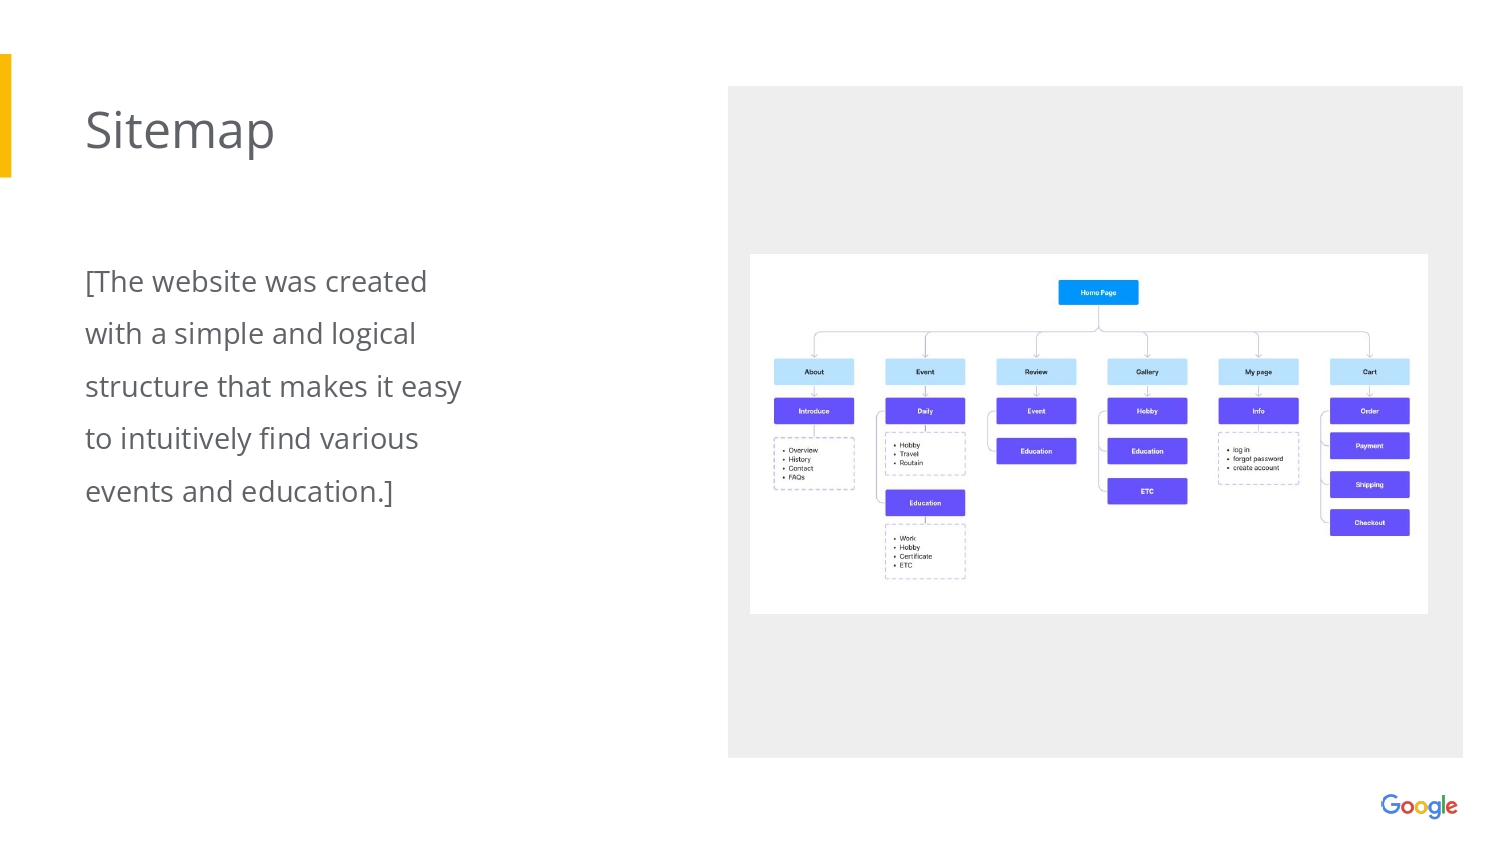 Sitemap
[The website was created
with a simple and logical
structure that makes it easy
to intuitively find various
events and education.]
Home Page
About
Event
Review
Gallery
My page
Cart
Introduce
• Overview
• History
• Contact
• FAQs
Daily
• Hobby
• Travel
• Routain
Education
• Work
• Hobby
• Certificate
• ETC
Event
Education
Hobby
Education
ETC
Info
• log in
• forgot password
• create account
Order
Payment
Shipping
Checkout
Google